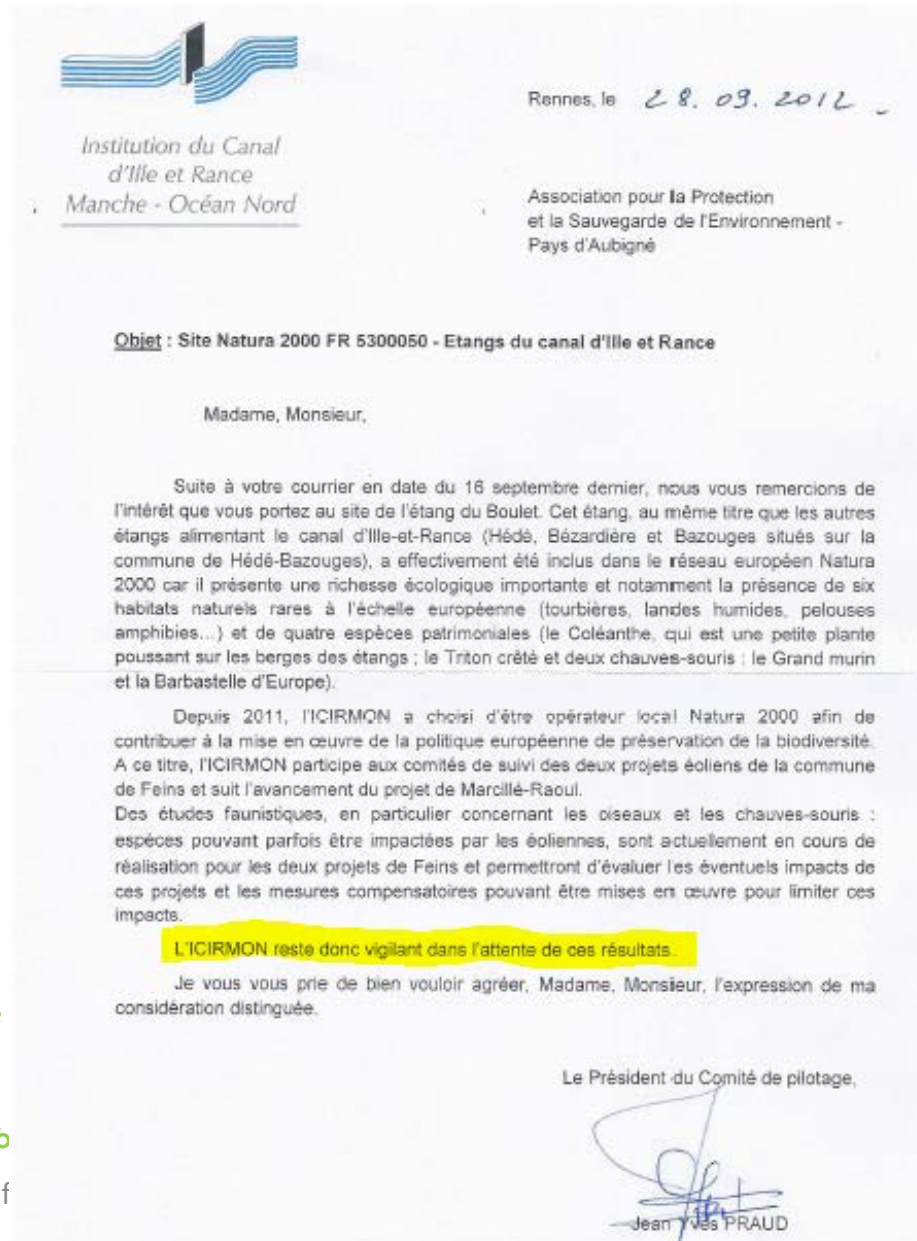 Institution du Canal
d'Ille et Rance
Manche - Océan Nord
Rennes, le 28.09.2012
Association pour la Protection
et la Sauvegarde de l'Environnement -
Pays d'Aubigné
Objet : Site Natura 2000 FR 5300050 - Etangs du canal d'Ille et Rance
Madame, Monsieur,
Suite à votre courrier en date du 16 septembre dernier, nous vous remercions de
l'intérêt que vous portez au site de l'étang du Boulet. Cet étang, au même titre que les autres
étangs alimentant le canal d'Ille-et-Rance (Hédé, Bézardière et Bazouges situés sur la
commune de Hédé-Bazouges), a effectivement été inclus dans le réseau européen Natura
2000 car il présente une richesse écologique importante et notamment la présence de six
habitats naturels rares à l'échelle européenne (tourbières, landes humides, pelouses
amphibies...) et de quatre espèces patrimoniales (le Coléanthe, qui est une petite plante
poussant sur les berges des étangs ; le Triton crêté et deux chauves-souris : le Grand murin
et la Barbastelle d'Europe).
Depuis 2011, l'ICIRMON a choisi d'être opérateur local Natura 2000 afin de
contribuer à la mise en œuvre de la politique européenne de préservation de la biodiversité.
A ce titre, l'ICIRMON participe aux comités de suivi des deux projets éoliens de la commune
de Feins et suit l'avancement du projet de Marcillé-Raoul.
Des études faunistiques, en particulier concernant les oiseaux et les chauves-souris :
espèces pouvant parfois être impactées par les éoliennes, sont actuellement en cours de
réalisation pour les deux projets de Feins et permettront d'évaluer les éventuels impacts de
ces projets et les mesures compensatoires pouvant être mises en œuvre pour limiter ces
impacts.
L'ICIRMON reste donc vigilant dans l'attente de ces résultats.
Je vous vous prie de bien vouloir agréer, Madame, Monsieur, l'expression de ma
considération distinguée.
Le Président du Comité de pilotage,
Jean Yves PRAUD